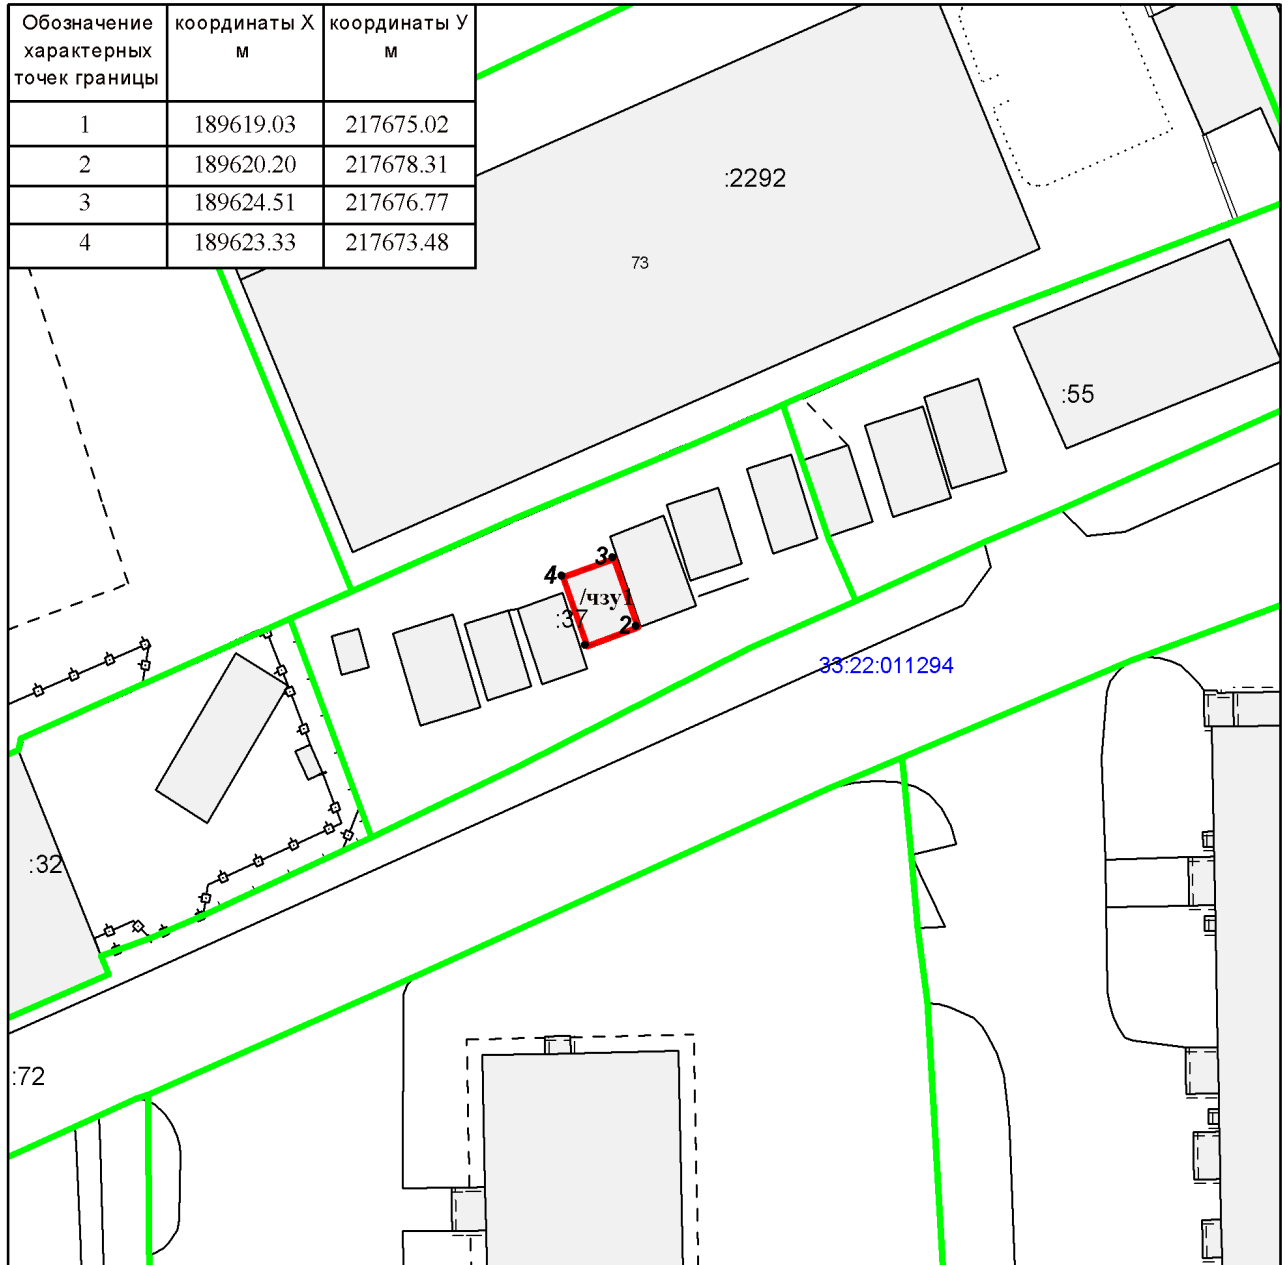 Обозначение характерных точек границы	координаты Х м	координаты У м
1	189619.03	217675.02
2	189620.20	217678.31
3	189624.51	217676.77
4	189623.33	217673.48
:2292
73
:55
3
4
/чзу1
:37
2
33:22:011294
:32
:72